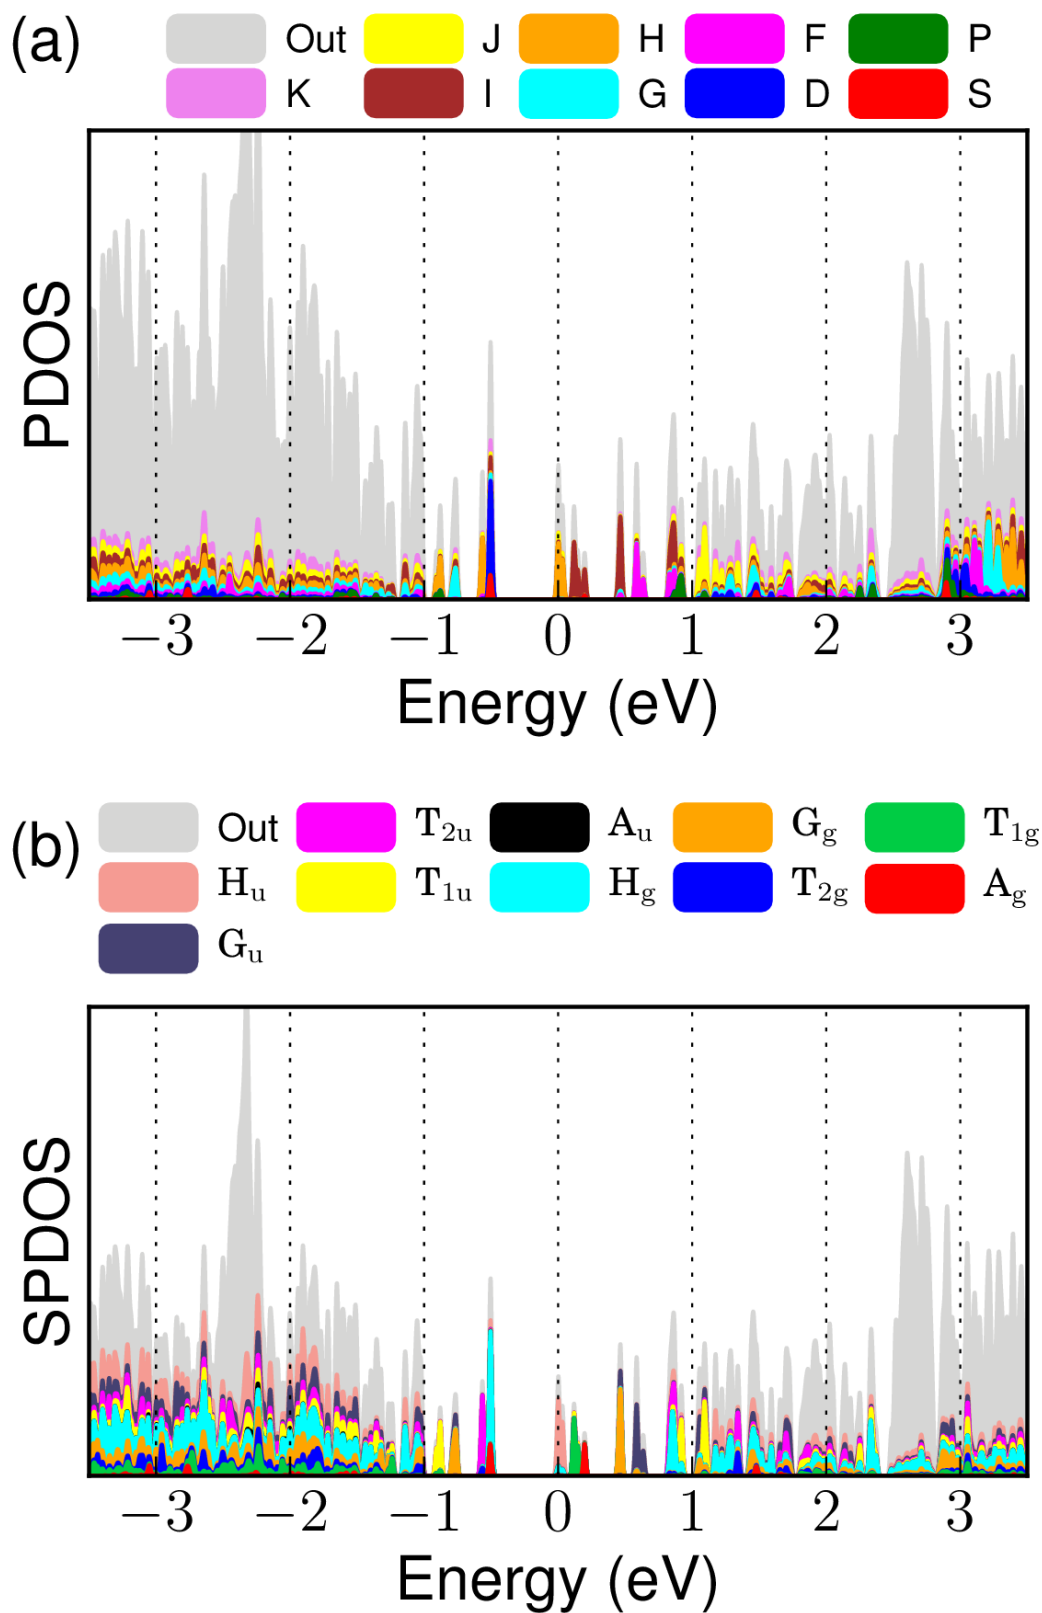 (a)
Out J H F P
K I G D S
PDOS
−3 −2 −1 0 1 2 3
Energy (eV)
(b)
Out T2u Au Gg T1g
Hu T1u Hg T2g Ag
Gu
SPDOS
−3 −2 −1 0 1 2 3
Energy (eV)